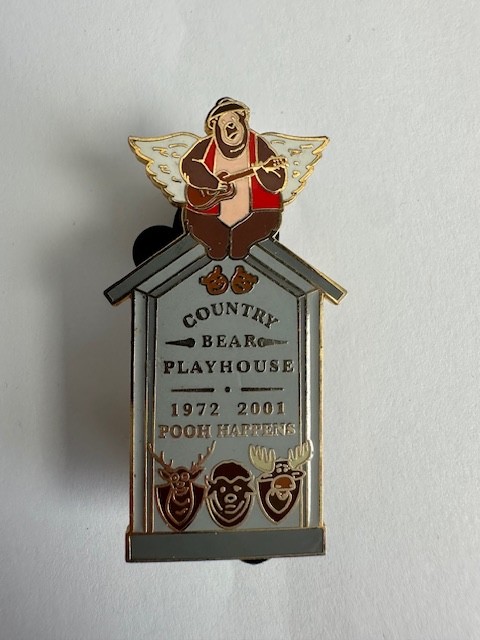 COUNTRY
BEAR
PLAYHOUSE
1972 2001
POOH HAPPENS